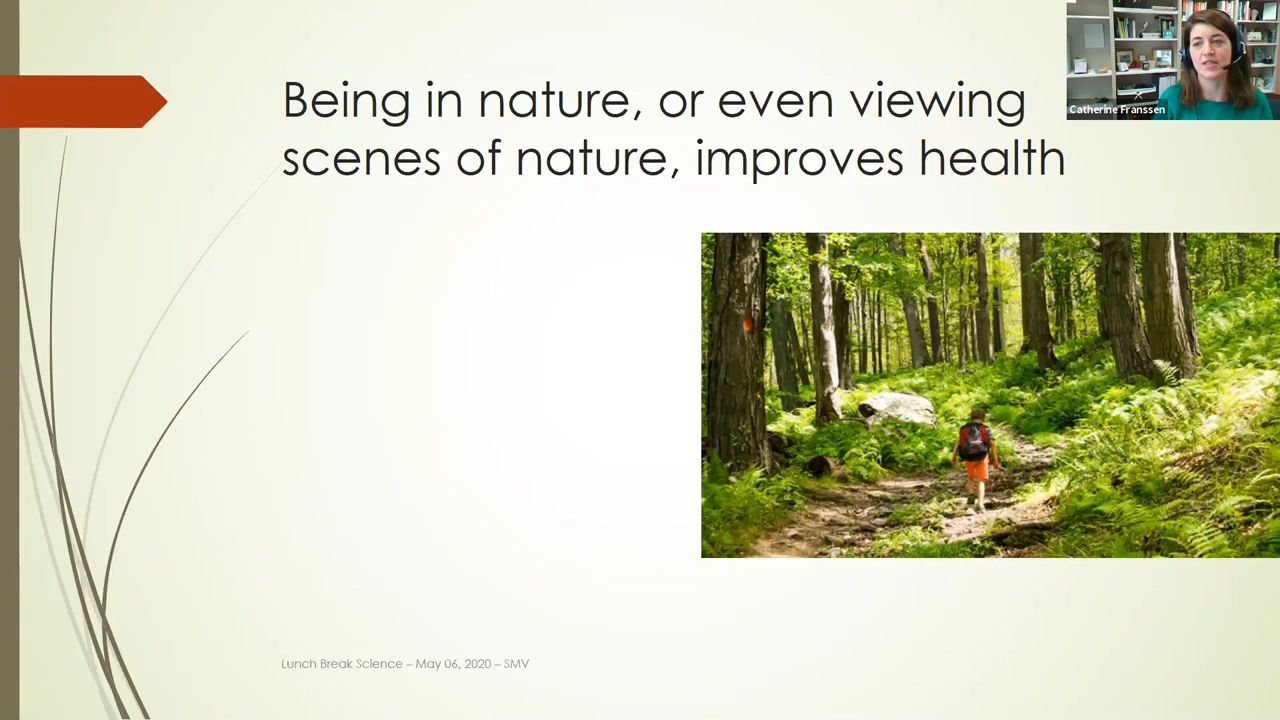 Being in nature, or even viewing
scenes of nature, improves health
Catherine Franssen
Lunch Break Science – May 06, 2020 – SMV